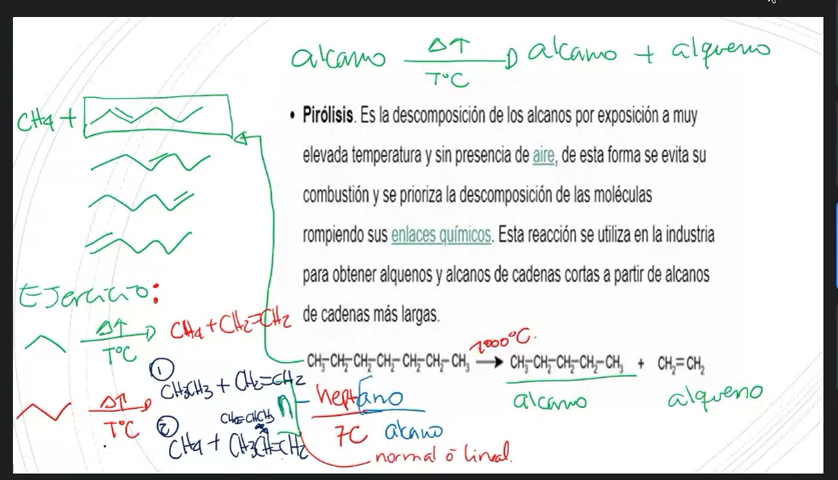 alcano ΔT / T°C → alcano + alqueno
CH4 +
• Pirólisis. Es la descomposición de los alcanos por exposición a muy
elevada temperatura y sin presencia de aire, de esta forma se evita su
combustión y se prioriza la descomposición de las moléculas
rompiendo sus enlaces químicos. Esta reacción se utiliza en la industria
para obtener alquenos y alcanos de cadenas cortas a partir de alcanos
de cadenas más largas.
Ejercicio:
Δ↑ / T°C → CH4 + CH2=CH2
CH3-CH2-CH2-CH2-CH2-CH2-CH3 → CH3-CH2-CH2-CH2-CH3 + CH2=CH2
alcano alqueno
Δ↑ / T°C
① CH3CH3 + CH2=CH2
② CH4 + CH3CH=CH2
n - heptano
7C alcano
normal ó lineal.